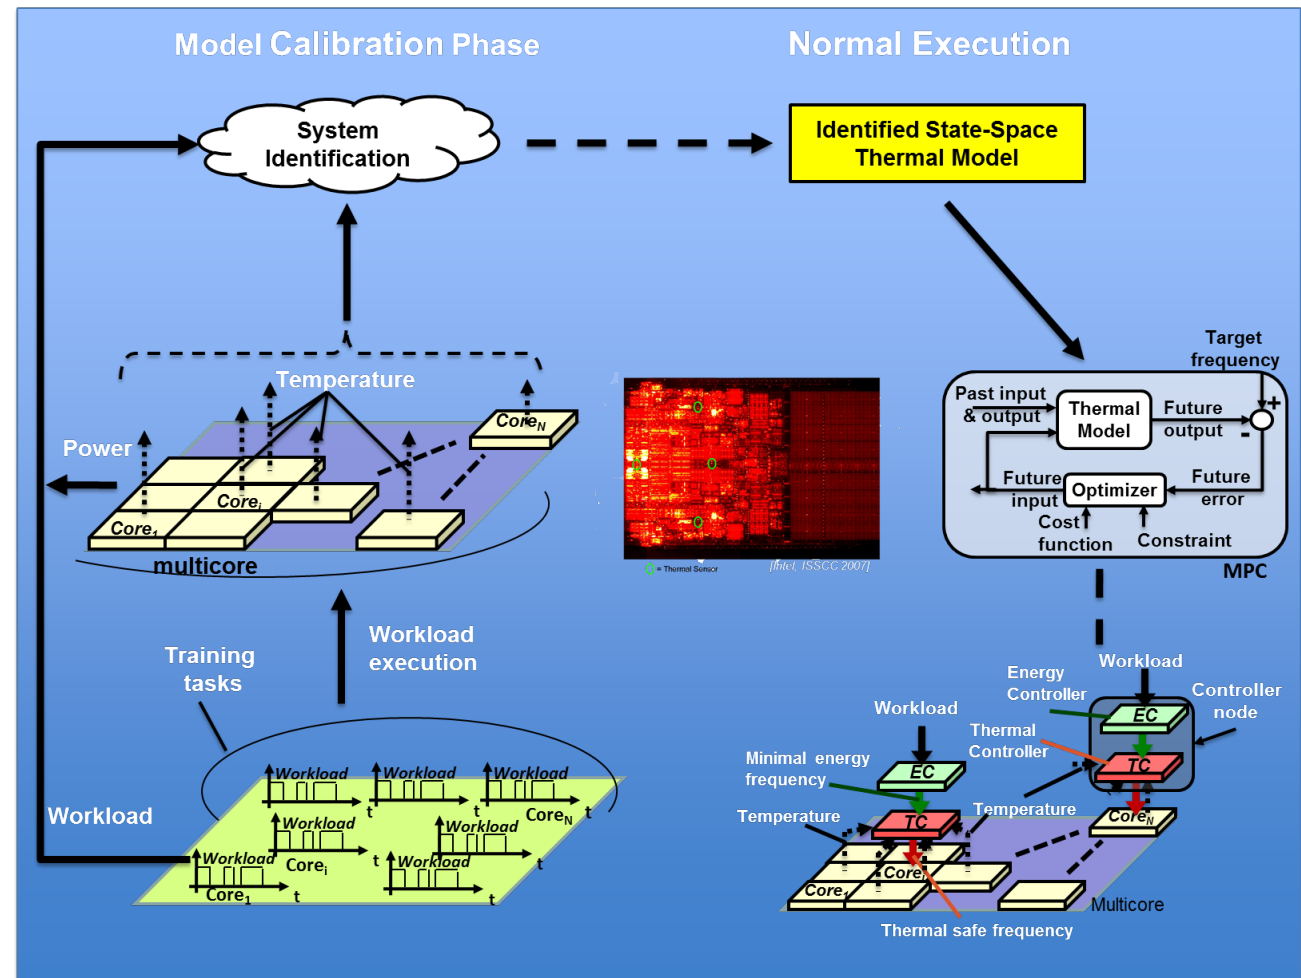 Model Calibration Phase
Normal Execution
System
Identification
Identified State-Space
Thermal Model
Temperature
Power
Core1
Corei
CoreN
multicore
Workload
execution
Training
tasks
Workload
Workload
t
Workload
t
Workload
CoreN
t
Workload
Corei
t
Workload
t
Workload
Core1
t
Workload
t
= Thermal Sensor
[Intel, ISSCC 2007]
Target
frequency
Past input
& output
Thermal
Model
Future
output
+
-
Future
input
Optimizer
Future
error
Cost
function
Constraint
MPC
Workload
Energy
Controller
EC
Controller
node
Thermal
Controller
TC
Workload
Minimal energy
frequency
EC
TC
Temperature
Temperature
CoreN
Core1
Corei
Multicore
Thermal safe frequency